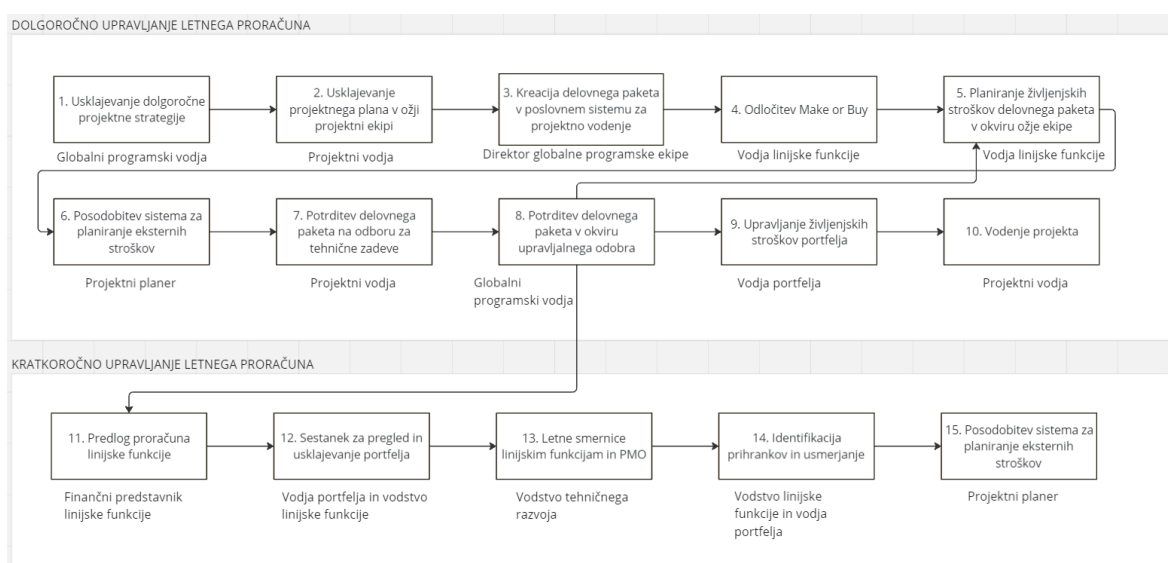 DOLGOROČNO UPRAVLJANJE LETNEGA PRORAČUNA
1. Usklajevanje dolgoročne
projektne strategije
Globalni programski vodja
2. Usklajevanje
projektnega plana v ožji
projektni ekipi
Projektni vodja
3. Kreacija delovnega paketa
v poslovnem sistemu za
projektno vodenje
Direktor globalne programske ekipe
4. Odločitev Make or Buy
Vodja linijske funkcije
5. Planiranje življenjskih
stroškov delovnega paketa
v okviru ožje ekipe
Vodja linijske funkcije
6. Posodobitev sistema za
planiranje eksternih
stroškov
Projektni planer
7. Potrditev delovnega
paketa na odboru za
tehnične zadeve
Projektni vodja
8. Potrditev delovnega
paketa v okviru
upravljalnega odobra
Globalni
programski vodja
9. Upravljanje življenjskih
stroškov portfelja
Vodja portfelja
10. Vodenje projekta
Projektni vodja
KRATKOROČNO UPRAVLJANJE LETNEGA PRORAČUNA
11. Predlog proračuna
linijske funkcije
Finančni predstavnik
linijske funkcije
12. Sestanek za pregled in
usklajevanje portfelja
Vodja portfelja in vodstvo
linijske funkcije
13. Letne smernice
linijskim funkcijam in PMO
Vodstvo tehničnega
razvoja
14. Identifikacija
prihrankov in usmerjanje
Vodstvo linijske
funkcije in vodja
portfelja
15. Posodobitev sistema za
planiranje eksternih
stroškov
Projektni planer